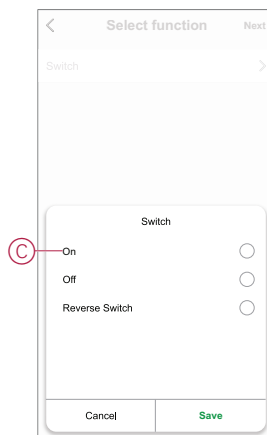 Select function Next
Switch
Switch
C On
Off
Reverse Switch
Cancel Save